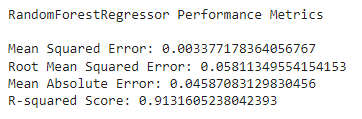 RandomForestRegressor Performance Metrics
Mean Squared Error: 0.003377178364056767
Root Mean Squared Error: 0.05811349554154153
Mean Absolute Error: 0.04587083129830456
R-squared Score: 0.9131605238042393